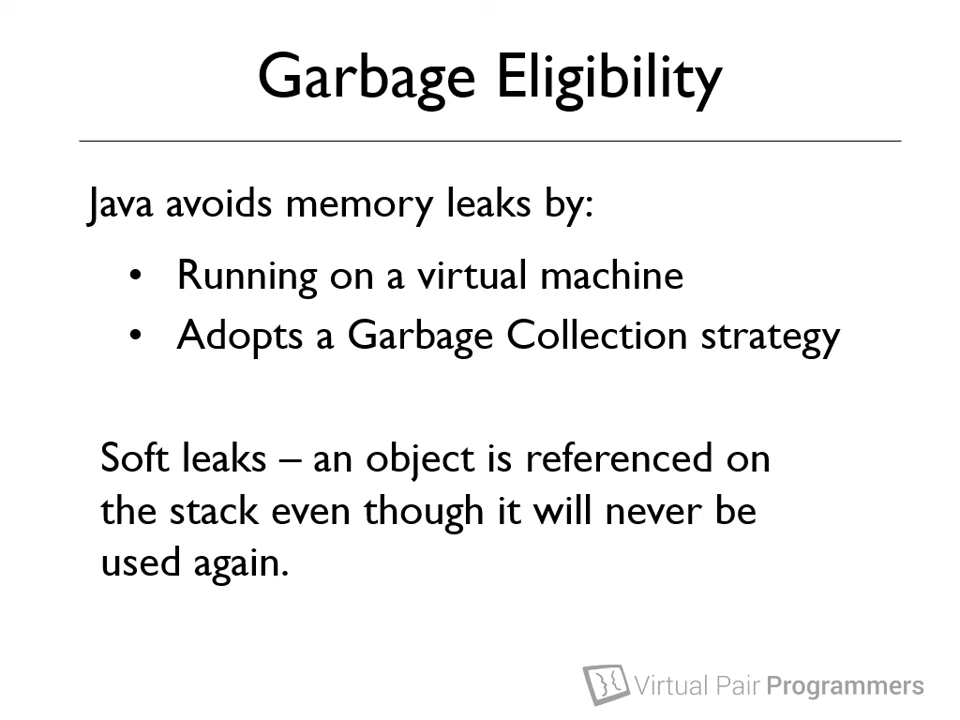 Garbage Eligibility
Java avoids memory leaks by:
• Running on a virtual machine
• Adopts a Garbage Collection strategy
Soft leaks – an object is referenced on
the stack even though it will never be
used again.
Virtual Pair Programmers